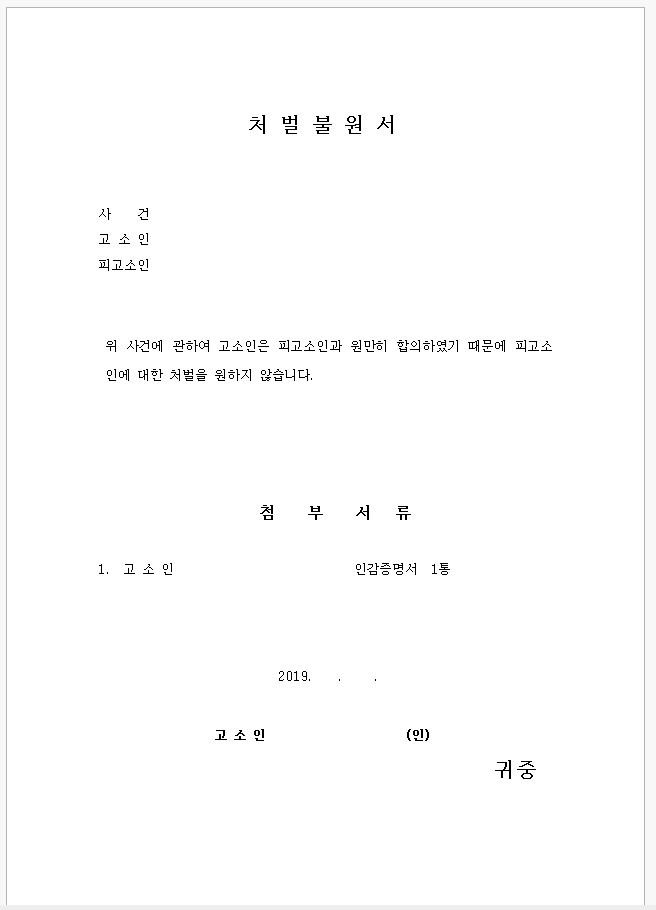 처 벌 불 원 서
사 건
고 소 인
피고소인
위 사건에 관하여 고소인은 피고소인과 원만히 합의하였기 때문에 피고소
인에 대한 처벌을 원하지 않습니다.
첨 부 서 류
1. 고 소 인 인감증명서 1통
2019. . .
고 소 인 (인)
귀중